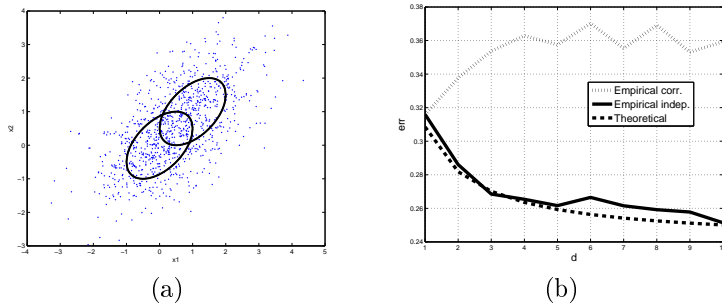 4
3
2
1
0
−1
−2
−3
−4 −3 −2 −1 0 1 2 3 4 5
x1
x2
(a)
0.38
0.36
0.34
0.32
0.3
0.28
0.26
0.24
1 2 3 4 5 6 7 8 9 1
d
err
Empirical corr.
Empirical indep.
Theoretical
(b)